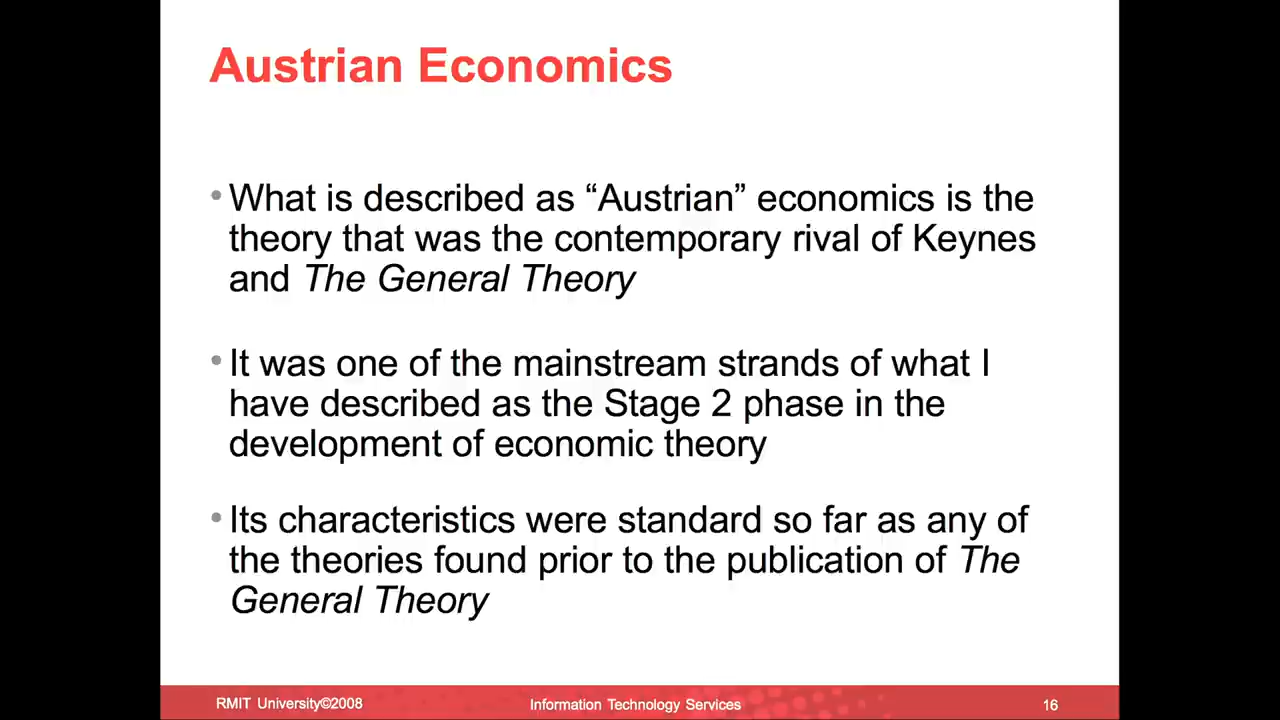 Austrian Economics
• What is described as “Austrian” economics is the
theory that was the contemporary rival of Keynes
and The General Theory
• It was one of the mainstream strands of what I
have described as the Stage 2 phase in the
development of economic theory
• Its characteristics were standard so far as any of
the theories found prior to the publication of The
General Theory
RMIT University©2008
Information Technology Services
16